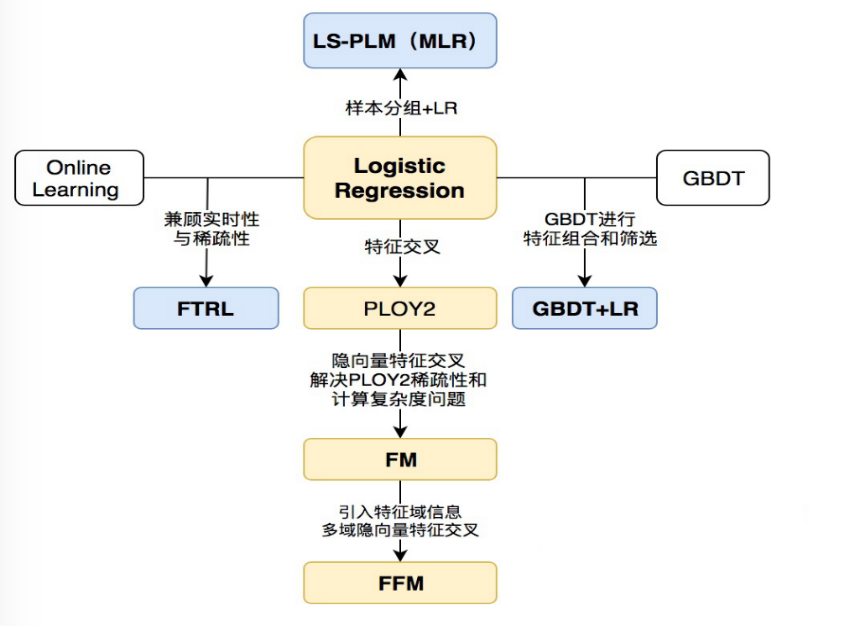 LS-PLM（MLR）
样本分组+LR
Online
Learning
Logistic
Regression
GBDT
兼顾实时性
与稀疏性
特征交叉
GBDT进行
特征组合和筛选
FTRL
PLOY2
GBDT+LR
隐向量特征交叉
解决PLOY2稀疏性和
计算复杂度问题
FM
引入特征域信息
多域隐向量特征交叉
FFM